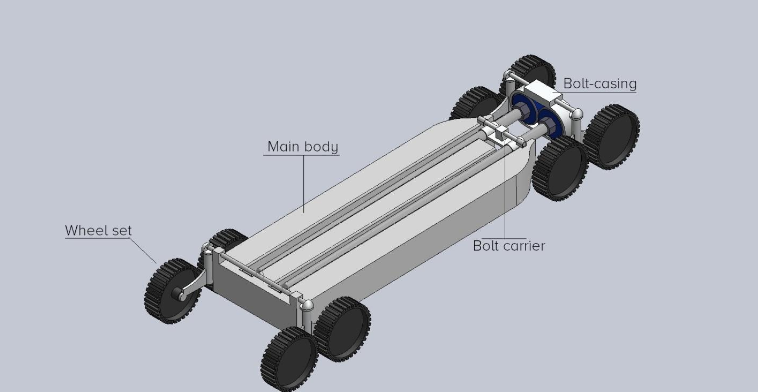 Bolt-casing
Main body
Wheel set
Bolt carrier